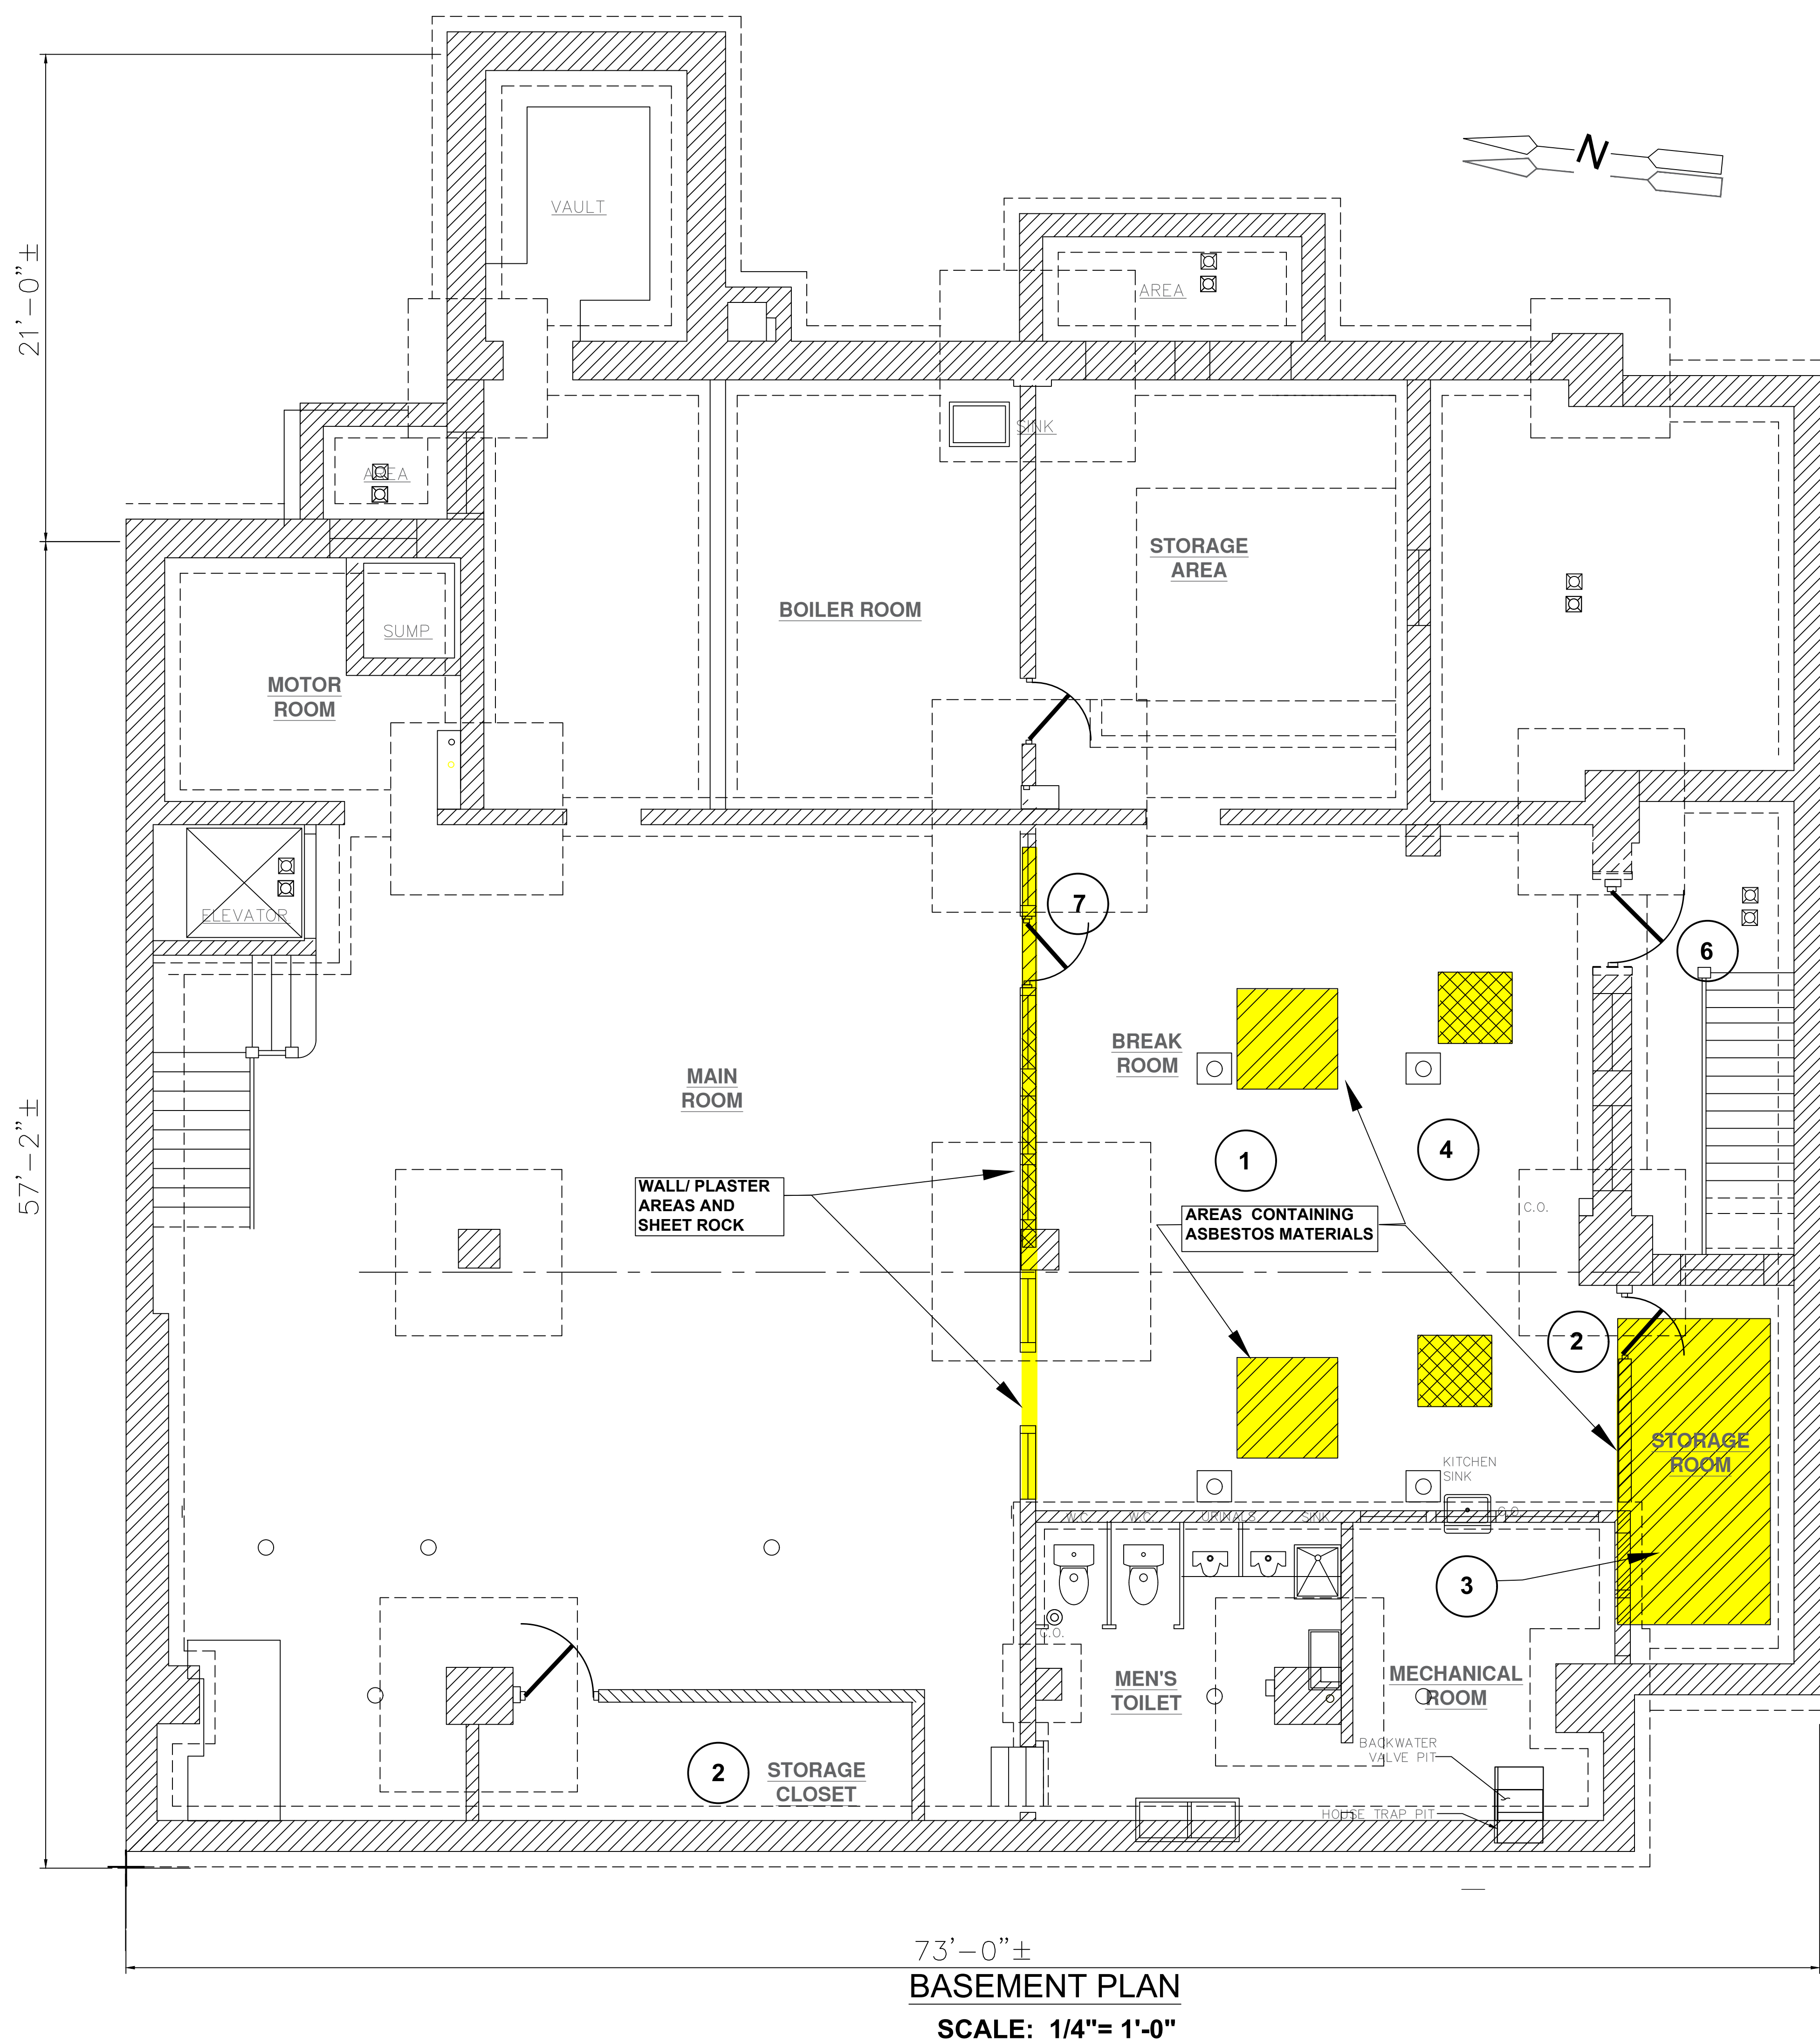 N
VAULT
AREA
21'-0"±
SINK
AREA
STORAGE
AREA
BOILER ROOM
SUMP
MOTOR
ROOM
ELEVATOR
7
6
BREAK
ROOM
MAIN
ROOM
57'-2"±
1
4
WALL/ PLASTER
AREAS AND
SHEET ROCK
AREAS CONTAINING
ASBESTOS MATERIALS
C.O.
2
STORAGE
ROOM
KITCHEN
SINK
C.O.
W.C.
W.C.
URINALS
SINK
3
C.O.
MEN'S
TOILET
MECHANICAL
ROOM
BACKWATER
VALVE PIT
2
STORAGE
CLOSET
HOUSE TRAP PIT
73'-0"±
BASEMENT PLAN
SCALE: 1/4"= 1'-0"